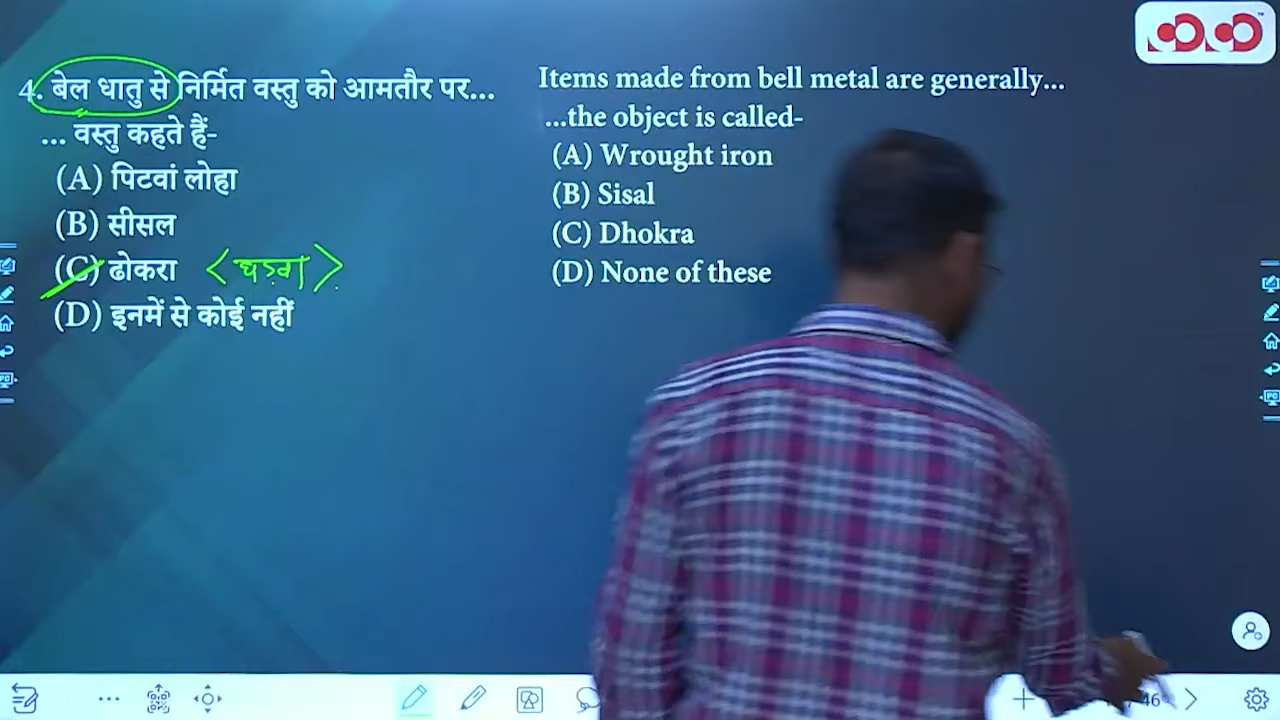 4. बेल धातु से निर्मित वस्तु को आमतौर पर...
... वस्तु कहते हैं-
(A) पिटवां लोहा
(B) सीसल
(C) ढोकरा
(D) इनमें से कोई नहीं
Items made from bell metal are generally...
...the object is called-
(A) Wrought iron
(B) Sisal
(C) Dhokra
(D) None of these